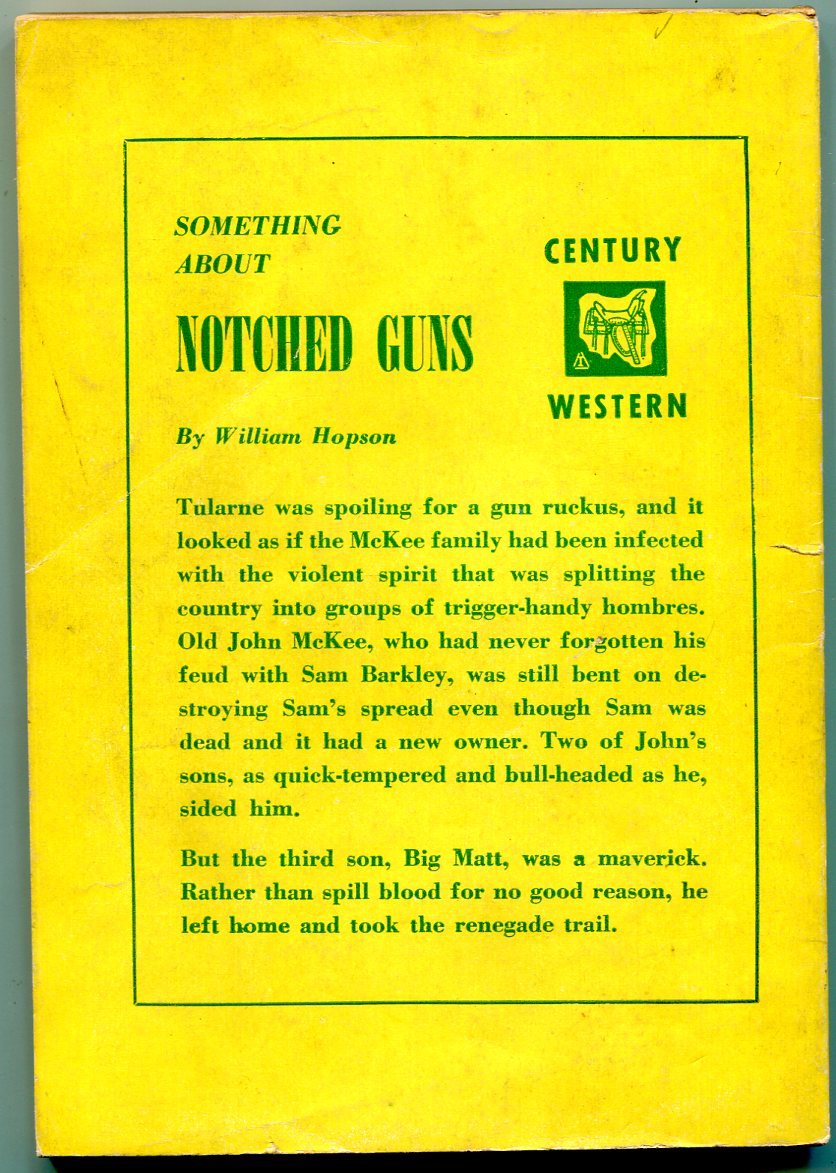 SOMETHING
ABOUT
NOTCHED GUNS
By William Hopson
CENTURY
WESTERN
Tularne was spoiling for a gun ruckus, and it
looked as if the McKee family had been infected
with the violent spirit that was splitting the
country into groups of trigger-handy hombres.
Old John McKee, who had never forgotten his
feud with Sam Barkley, was still bent on de-
stroying Sam's spread even though Sam was
dead and it had a new owner. Two of John's
sons, as quick-tempered and bull-headed as he,
sided him.
But the third son, Big Matt, was a maverick.
Rather than spill blood for no good reason, he
left home and took the renegade trail.